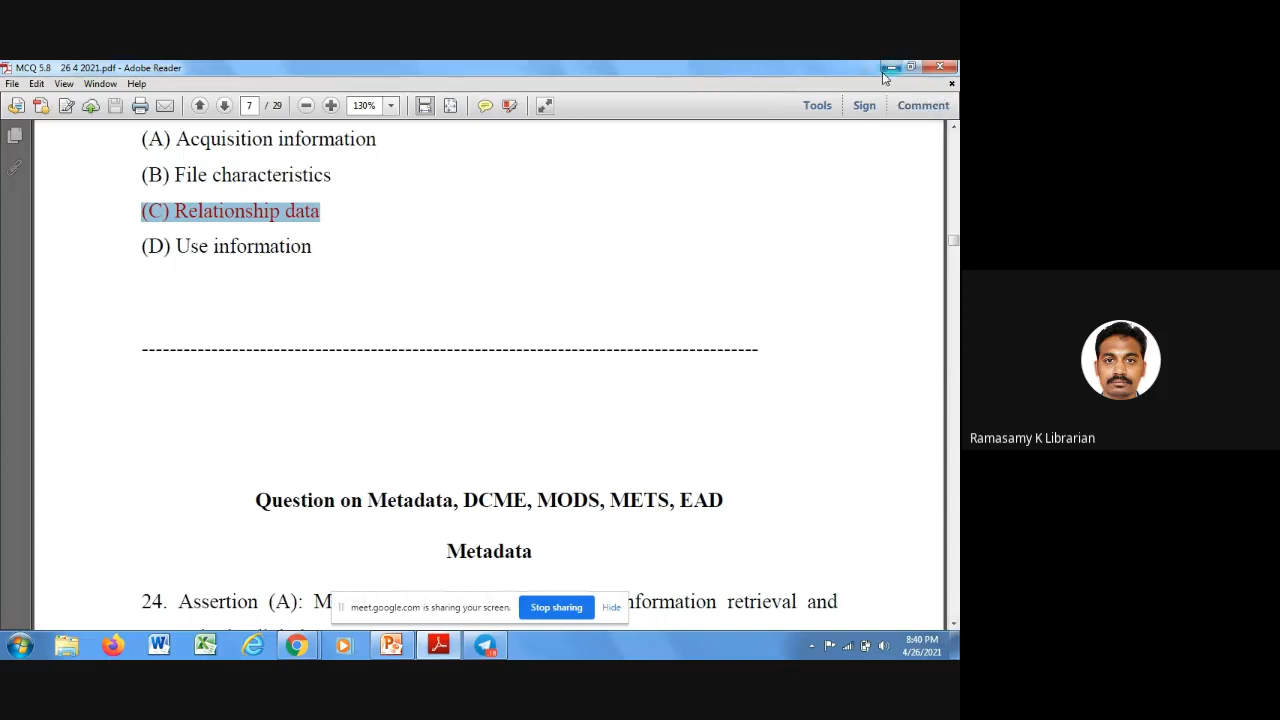 MCQ 5.8 26 4 2021.pdf - Adobe Reader
File Edit View Window Help
7 / 29 130% Tools Sign Comment
(A) Acquisition information
(B) File characteristics
(C) Relationship data
(D) Use information
--------------------------------------------------------------------------------------
Question on Metadata, DCME, MODS, METS, EAD
Metadata
24. Assertion (A): M
nformation retrieval and
meet.google.com is sharing your screen. Stop sharing Hide
8:40 PM
4/26/2021
Ramasamy K Librarian